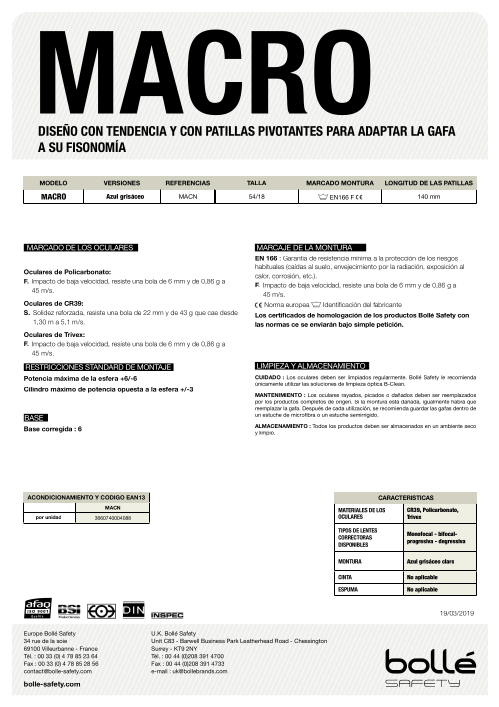 MACRO
DISEÑO CON TENDENCIA Y CON PATILLAS PIVOTANTES PARA ADAPTAR LA GAFA
A SU FISONOMÍA
MODELO VERSIONES REFERENCIAS TALLA MARCADO MONTURA LONGITUD DE LAS PATILLAS
MACRO Azul grisáceo MACN 54/18 EN166 F CE 140 mm
MARCADO DE LOS OCULARES
Oculares de Policarbonato:
F. Impacto de baja velocidad, resiste una bola de 6 mm y de 0,86 g a
45 m/s.
Oculares de CR39:
S. Solidez reforzada, resiste una bola de 22 mm y de 43 g que cae desde
1,30 m a 5,1 m/s.
Oculares de Trivex:
F. Impacto de baja velocidad, resiste una bola de 6 mm y de 0,86 g a
45 m/s.
RESTRICCIONES STANDARD DE MONTAJE
Potencia máxima de la esfera +6/-6
Cilindro máximo de potencia opuesta a la esfera +/-3
BASE
Base corregida : 6
MARCAJE DE LA MONTURA
EN 166 : Garantía de resistencia mínima a la protección de los riesgos
habituales (caídas al suelo, envejecimiento por la radiación, exposición al
calor, corrosión, etc.).
F. Impacto de baja velocidad, resiste una bola de 6 mm y de 0,86 g a
45 m/s.
CE Norma europea Identificación del fabricante
Los certificados de homologación de los productos Bollé Safety con
las normas ce se enviarán bajo simple petición.
LIMPIEZA Y ALMACENAMIENTO
CUIDADO : Los oculares deben ser limpiados regularmente. Bollé Safety le recomienda
únicamente utilizar las soluciones de limpieza óptica B-Clean.
MANTENIMIENTO : Los oculares rayados, picados o dañados deben ser reemplazados
por los productos completos de origen. Si la montura esta danada, igualmente habra que
reemplazar la gafa. Después de cada utilización, se recomienda guardar las gafas dentro de
un estuche de microfibra o un estuche semirrigido.
ALMACENAMIENTO : Todos los productos deben ser almacenados en un ambiente seco
y limpio.
ACONDICIONAMIENTO Y CODIGO EAN13
MACN
por unidad 3660740004088
CARACTERISTICAS
MATERIALES DE LOS OCULARES CR39, Policarbonato, Trivex
TIPOS DE LENTES CORRECTORAS DISPONIBLES Monofocal - bifocal- progresiva - degressiva
MONTURA Azul grisáceo claro
CINTA No aplicable
ESPUMA No aplicable
afaq
ISO 9001
BSI
DIN
INSPEC
19/03/2019
Europe Bollé Safety
34 rue de la soie
69100 Villeurbanne - France
Tél. : 00 33 (0) 4 78 85 23 64
Fax : 00 33 (0) 4 78 85 28 56
contact@bolle-safety.com
bolle-safety.com
U.K. Bollé Safety
Unit C83 - Barwell Business Park Leatherhead Road - Chessington
Surrey - KT9 2NY
Tél. : 00 44 (0)208 391 4700
Fax : 00 44 (0)208 391 4733
e-mail : uk@bollebrands.com
bollé
SAFETY